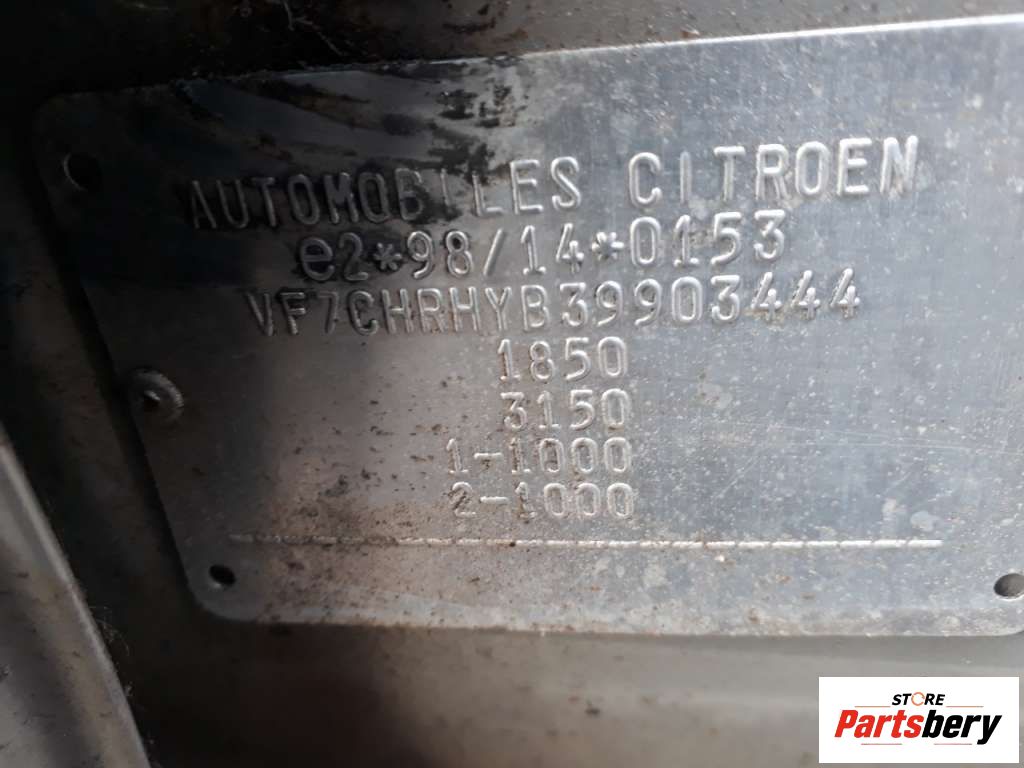 AUTOMOBILES CITROEN
e2*98/14*0153
VF7CHRHYB39903444
1850
3150
1-1000
2-1000
STORE
Partsbery